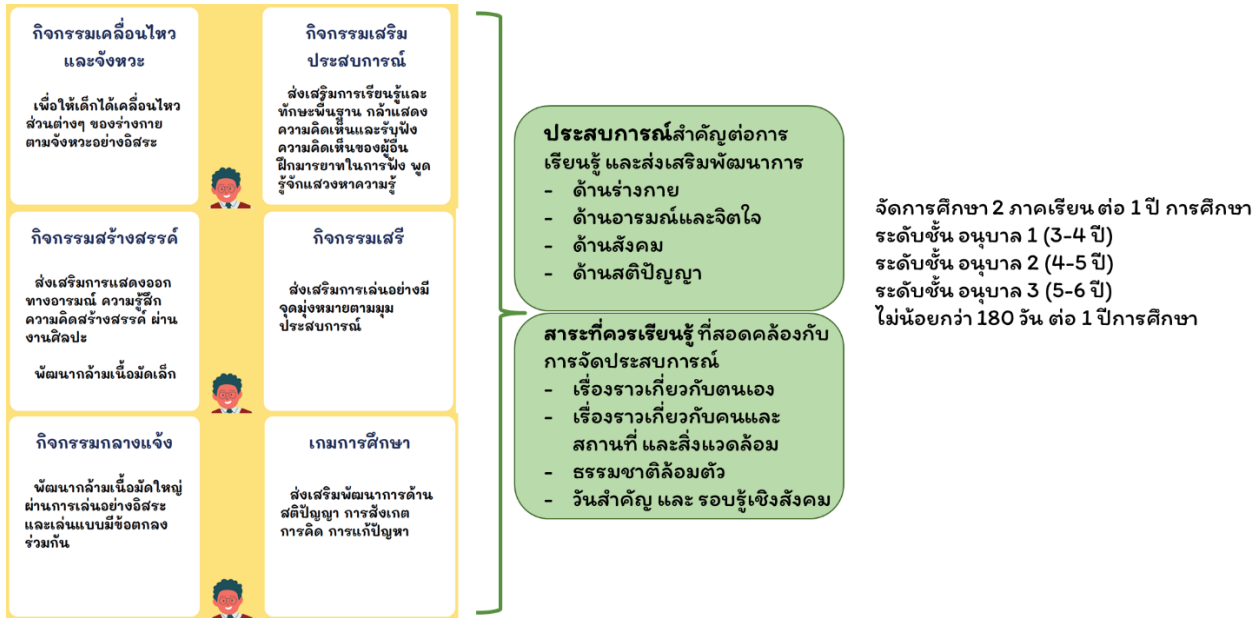 กิจกรรมเคลื่อนไหว
และจังหวะ
เพื่อให้เด็กได้เคลื่อนไหว
ส่วนต่างๆ ของร่างกาย
ตามจังหวะอย่างอิสระ
กิจกรรมเสริม
ประสบการณ์
ส่งเสริมการเรียนรู้และ
ทักษะพื้นฐาน กล้าแสดง
ความคิดเห็นและรับฟัง
ความคิดเห็นของผู้อื่น
ฝึกมารยาทในการฟัง พูด
รู้จักแสวงหาความรู้
กิจกรรมสร้างสรรค์
ส่งเสริมการแสดงออก
ทางอารมณ์ ความรู้สึก
ความคิดสร้างสรรค์ ผ่าน
งานศิลปะ
พัฒนากล้ามเนื้อมัดเล็ก
กิจกรรมเสรี
ส่งเสริมการเล่นอย่างมี
จุดมุ่งหมายตามมุม
ประสบการณ์
กิจกรรมกลางแจ้ง
พัฒนากล้ามเนื้อมัดใหญ่
ผ่านการเล่นอย่างอิสระ
และเล่นแบบมีข้อตกลง
ร่วมกัน
เกมการศึกษา
ส่งเสริมพัฒนาการด้าน
สติปัญญา การสังเกต
การคิด การแก้ปัญหา
ประสบการณ์สำคัญต่อการ
เรียนรู้ และส่งเสริมพัฒนาการ
- ด้านร่างกาย
- ด้านอารมณ์และจิตใจ
- ด้านสังคม
- ด้านสติปัญญา
สาระที่ควรเรียนรู้ ที่สอดคล้องกับ
การจัดประสบการณ์
- เรื่องราวเกี่ยวกับตนเอง
- เรื่องราวเกี่ยวกับคนและ
สถานที่ และสิ่งแวดล้อม
- ธรรมชาติล้อมตัว
- วันสำคัญ และ รอบรู้เชิงสังคม
จัดการศึกษา 2 ภาคเรียน ต่อ 1 ปี การศึกษา
ระดับชั้น อนุบาล 1 (3-4 ปี)
ระดับชั้น อนุบาล 2 (4-5 ปี)
ระดับชั้น อนุบาล 3 (5-6 ปี)
ไม่น้อยกว่า 180 วัน ต่อ 1 ปีการศึกษา